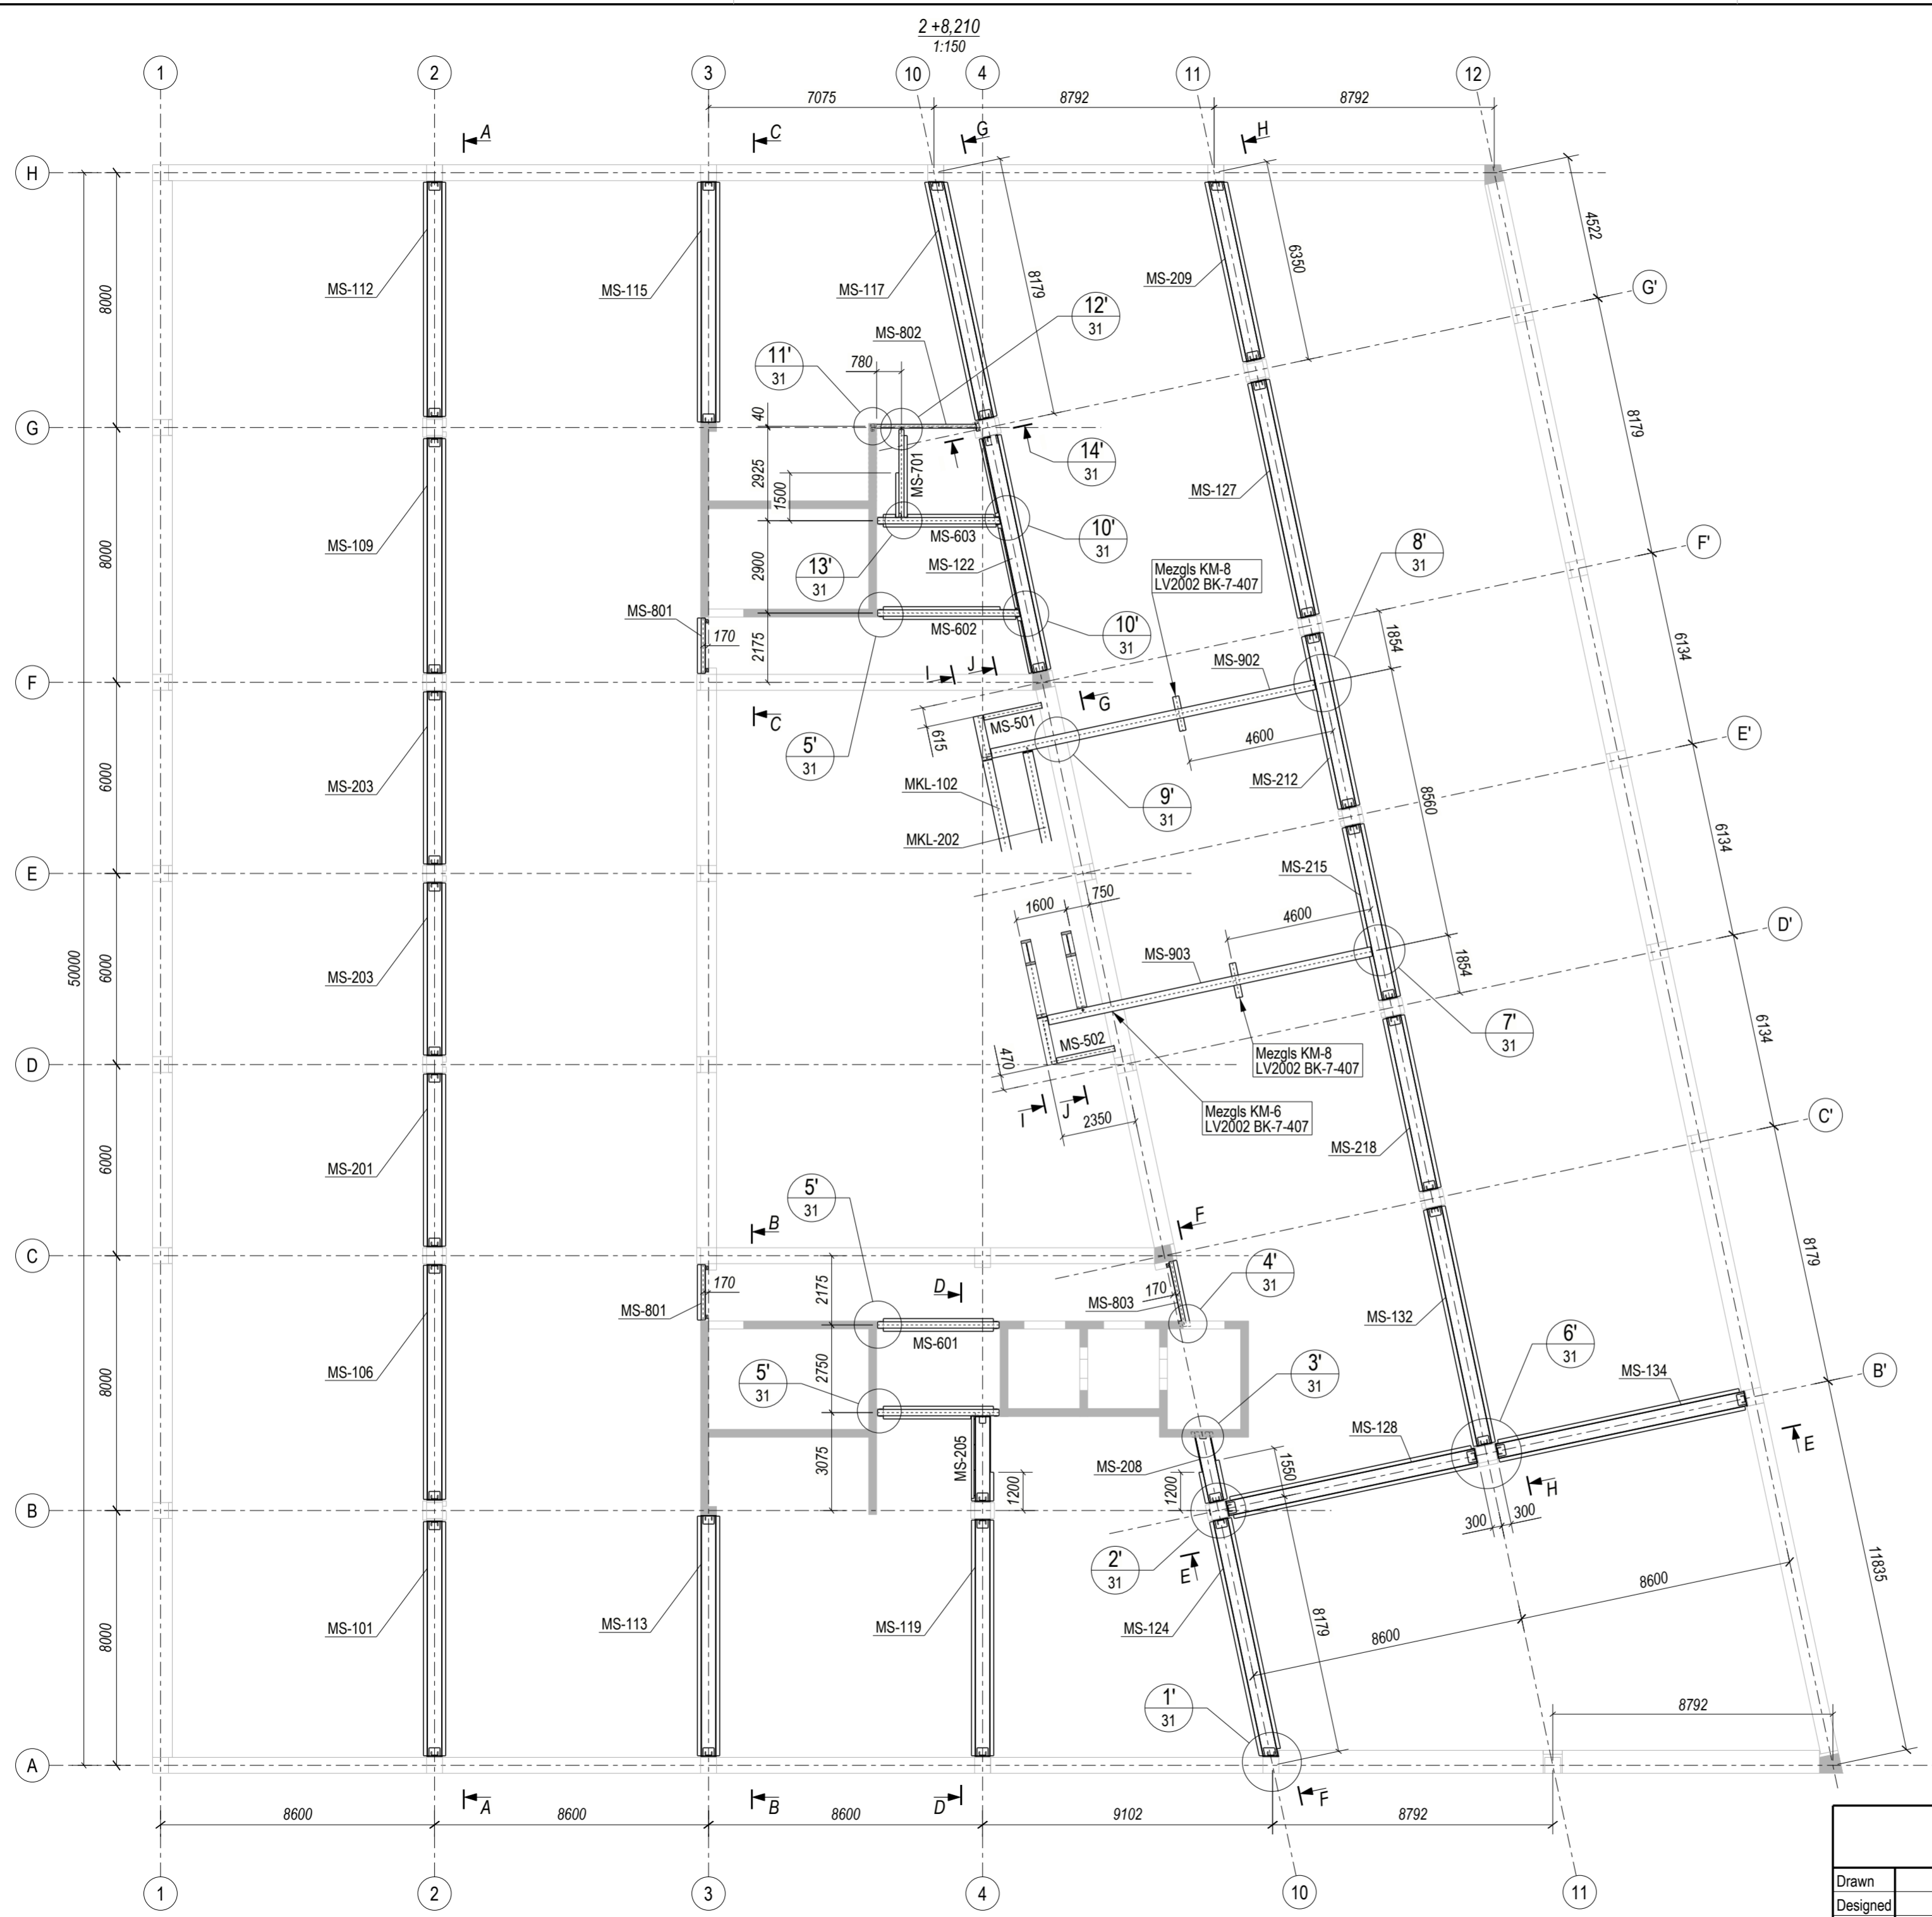 2 +8,210
1:150
1
2
3
10
4
11
12
7075
8792
8792
A
C
G
H
H
4522
8000
MS-112
MS-115
MS-117
8179
MS-209
6350
G'
MS-802
12'
31
11'
31
780
40
G
8179
14'
31
2925
1500
MS-701
MS-127
MS-603
10'
31
8'
31
F'
8000
MS-109
13'
31
2900
MS-122
Mezgls KM-8
LV2002 BK-7-407
MS-801
170
MS-602
10'
31
2175
1854
6134
MS-902
I
J
F
G
C
MS-501
615
5'
31
4600
E'
6000
MS-203
MKL-102
9'
31
MS-212
8560
MKL-202
E
MS-215
6134
1600
750
4600
D'
50000
6000
MS-203
MS-903
1854
7'
31
MS-502
470
D
Mezgls KM-8
LV2002 BK-7-407
6134
I
J
2350
Mezgls KM-6
LV2002 BK-7-407
C'
6000
MS-201
MS-218
5'
31
B
F
C
8179
4'
31
170
2175
D
170
MS-803
MS-801
MS-132
MS-601
6'
31
8000
MS-106
2750
5'
31
3'
31
MS-134
B'
MS-128
E
3075
MS-205
MS-208
1550
1200
1200
H
B
300
300
2'
31
E
11835
8600
8000
MS-101
MS-113
MS-119
MS-124
8179
8600
1'
31
8792
A
A
B
D
F
8600
8600
8600
9102
8792
1
2
3
4
10
11
Drawn
Designed